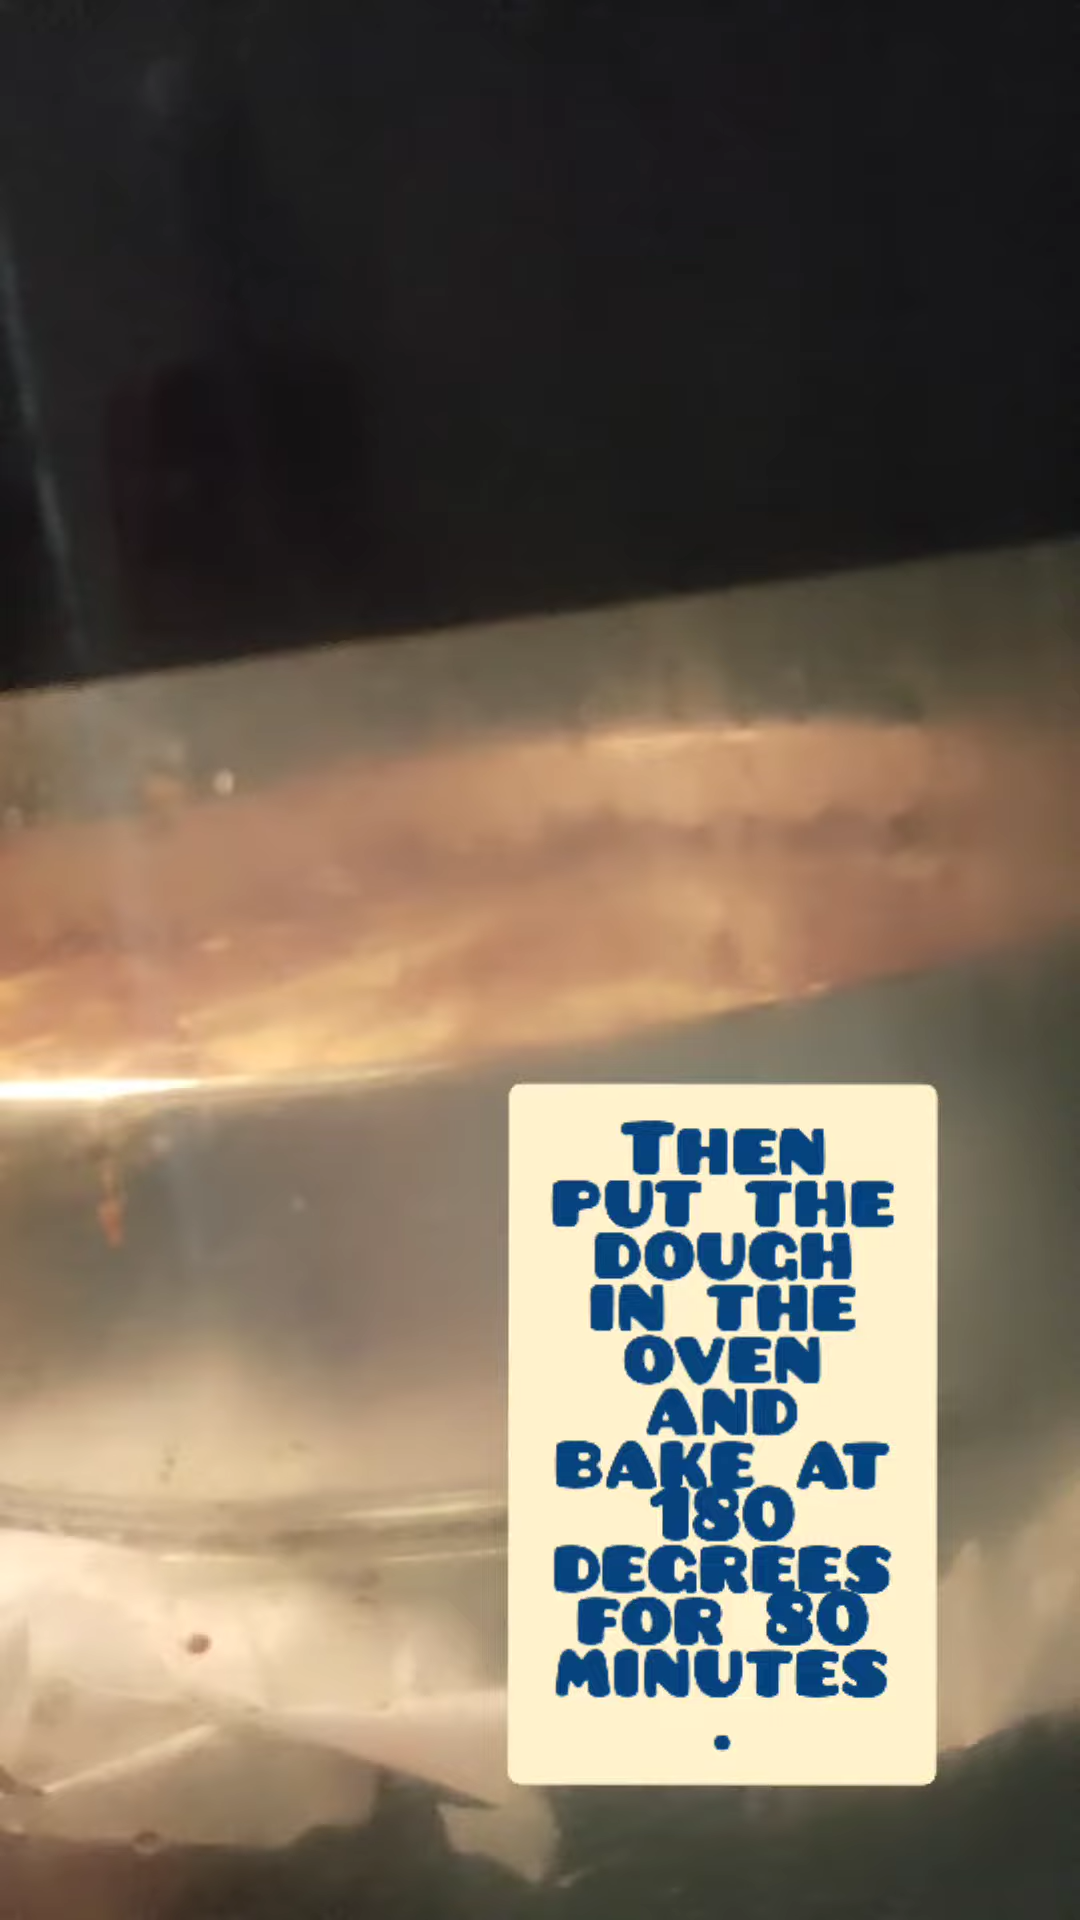 Then
put the
dough
in the
oven
and
bake at
180
degrees
for 80
minutes
.